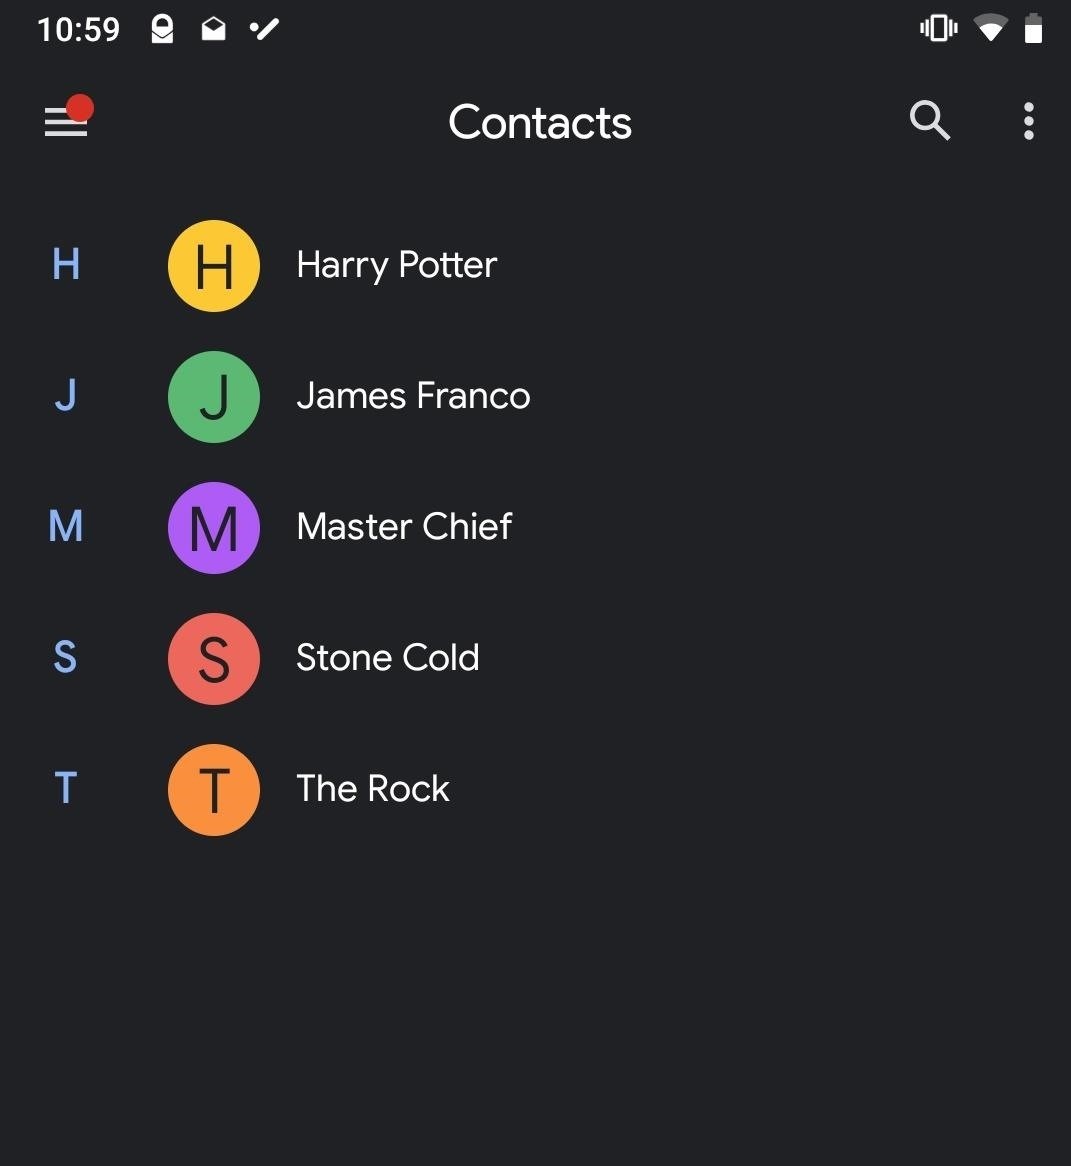 10:59
Contacts
H H Harry Potter
J J James Franco
M M Master Chief
S S Stone Cold
T T The Rock